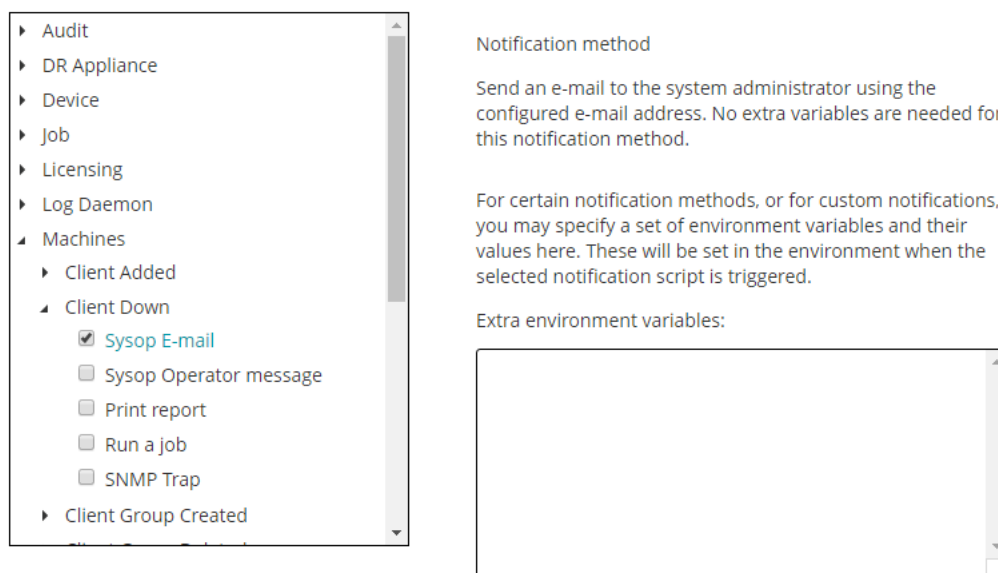 Audit
DR Appliance
Device
Job
Licensing
Log Daemon
Machines
Client Added
Client Down
Sysop E-mail
Sysop Operator message
Print report
Run a job
SNMP Trap
Client Group Created
Notification method
Send an e-mail to the system administrator using the
configured e-mail address. No extra variables are needed for
this notification method.
For certain notification methods, or for custom notifications,
you may specify a set of environment variables and their
values here. These will be set in the environment when the
selected notification script is triggered.
Extra environment variables: